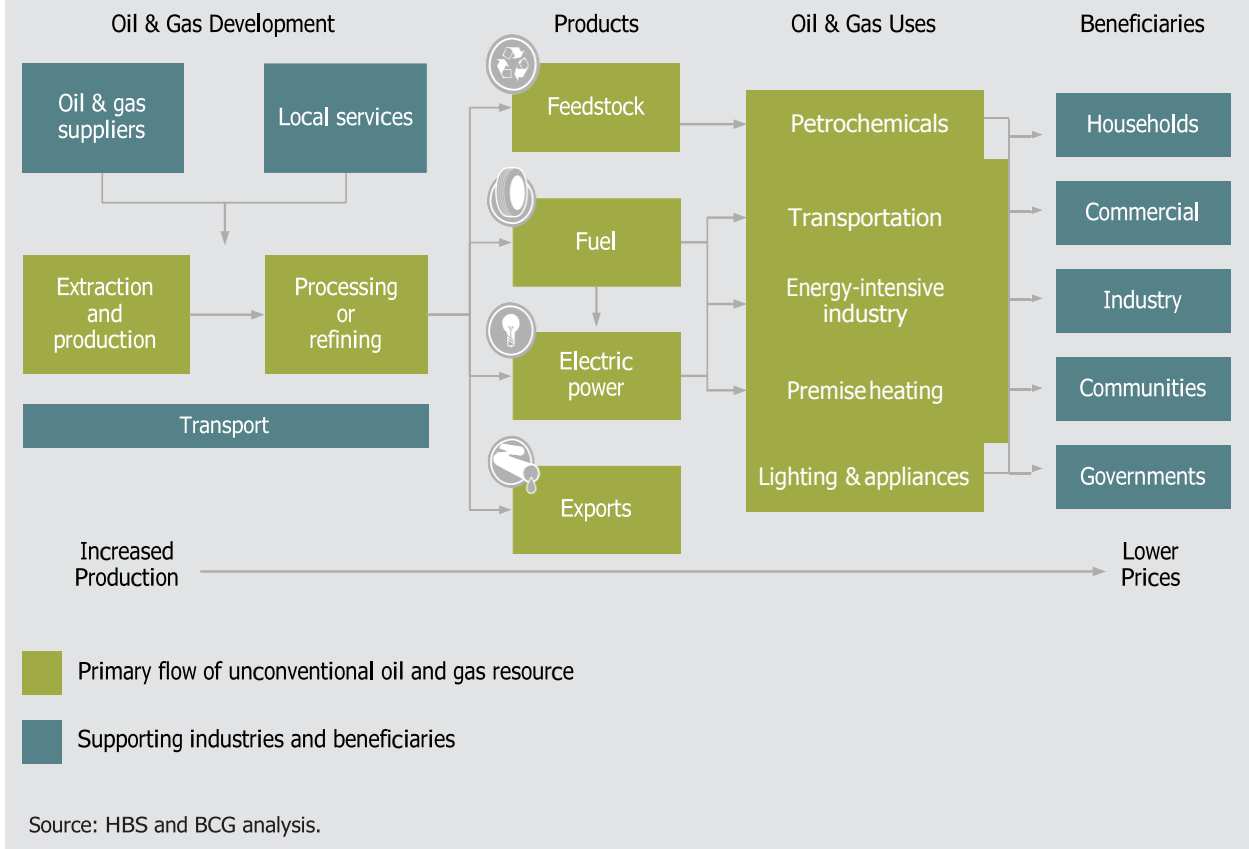 Oil & Gas Development
Products
Oil & Gas Uses
Beneficiaries
Oil & gas
suppliers
Local services
Extraction
and
production
Processing
or
refining
Transport
Feedstock
Fuel
Electric
power
Exports
Petrochemicals
Transportation
Energy-intensive
industry
Premise heating
Lighting & appliances
Households
Commercial
Industry
Communities
Governments
Increased
Production
Lower
Prices
Primary flow of unconventional oil and gas resource
Supporting industries and beneficiaries
Source: HBS and BCG analysis.